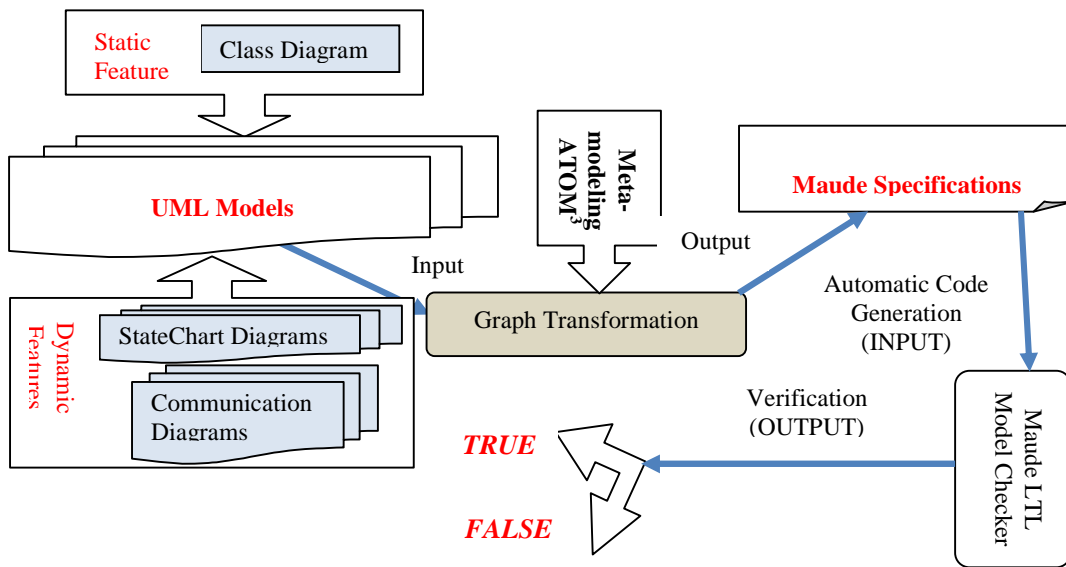 Static
Feature
Class Diagram
UML Models
Meta-
modeling
ATOM³
Maude Specifications
Input
Output
Graph Transformation
Automatic Code
Generation
(INPUT)
Dynamic
Features
StateChart Diagrams
Communication
Diagrams
Verification
(OUTPUT)
TRUE
FALSE
Maude LTL
Model Checker